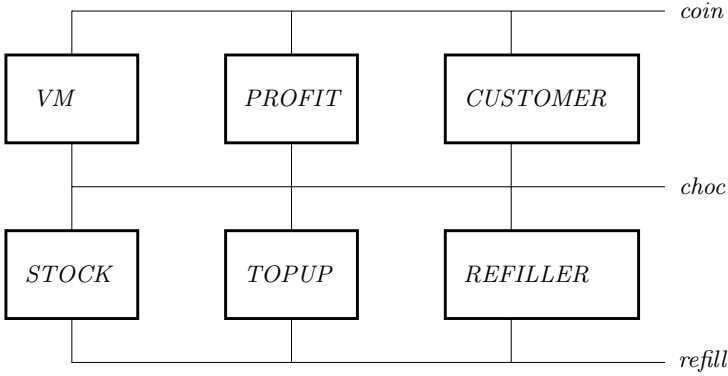 coin
VM PROFIT CUSTOMER
choc
STOCK TOPUP REFILLER
refill